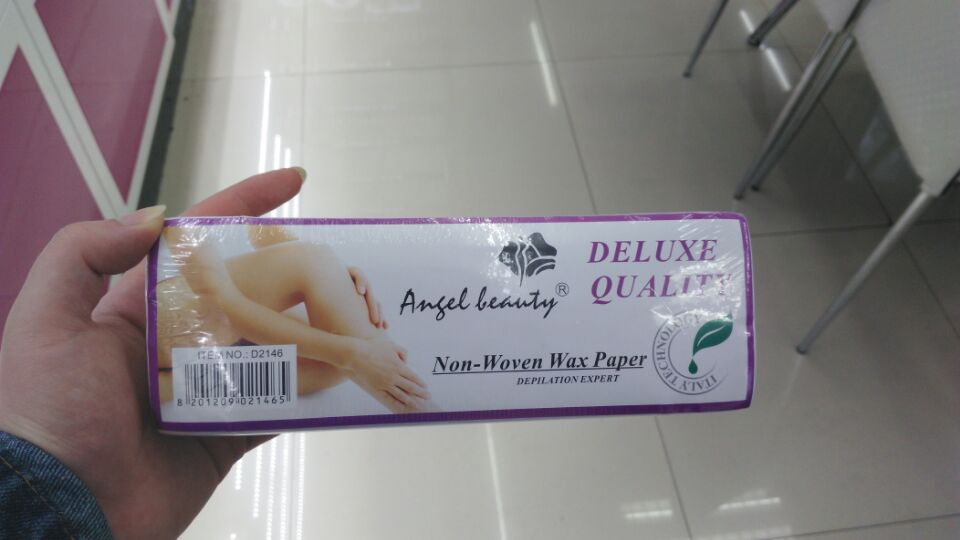 DELUXE
QUALITY
Angel beauty®
Non-Woven Wax Paper
DEPILATION EXPERT
ITALY TECHNOLOGY
ITEM NO.: D2146
8 201209 021465